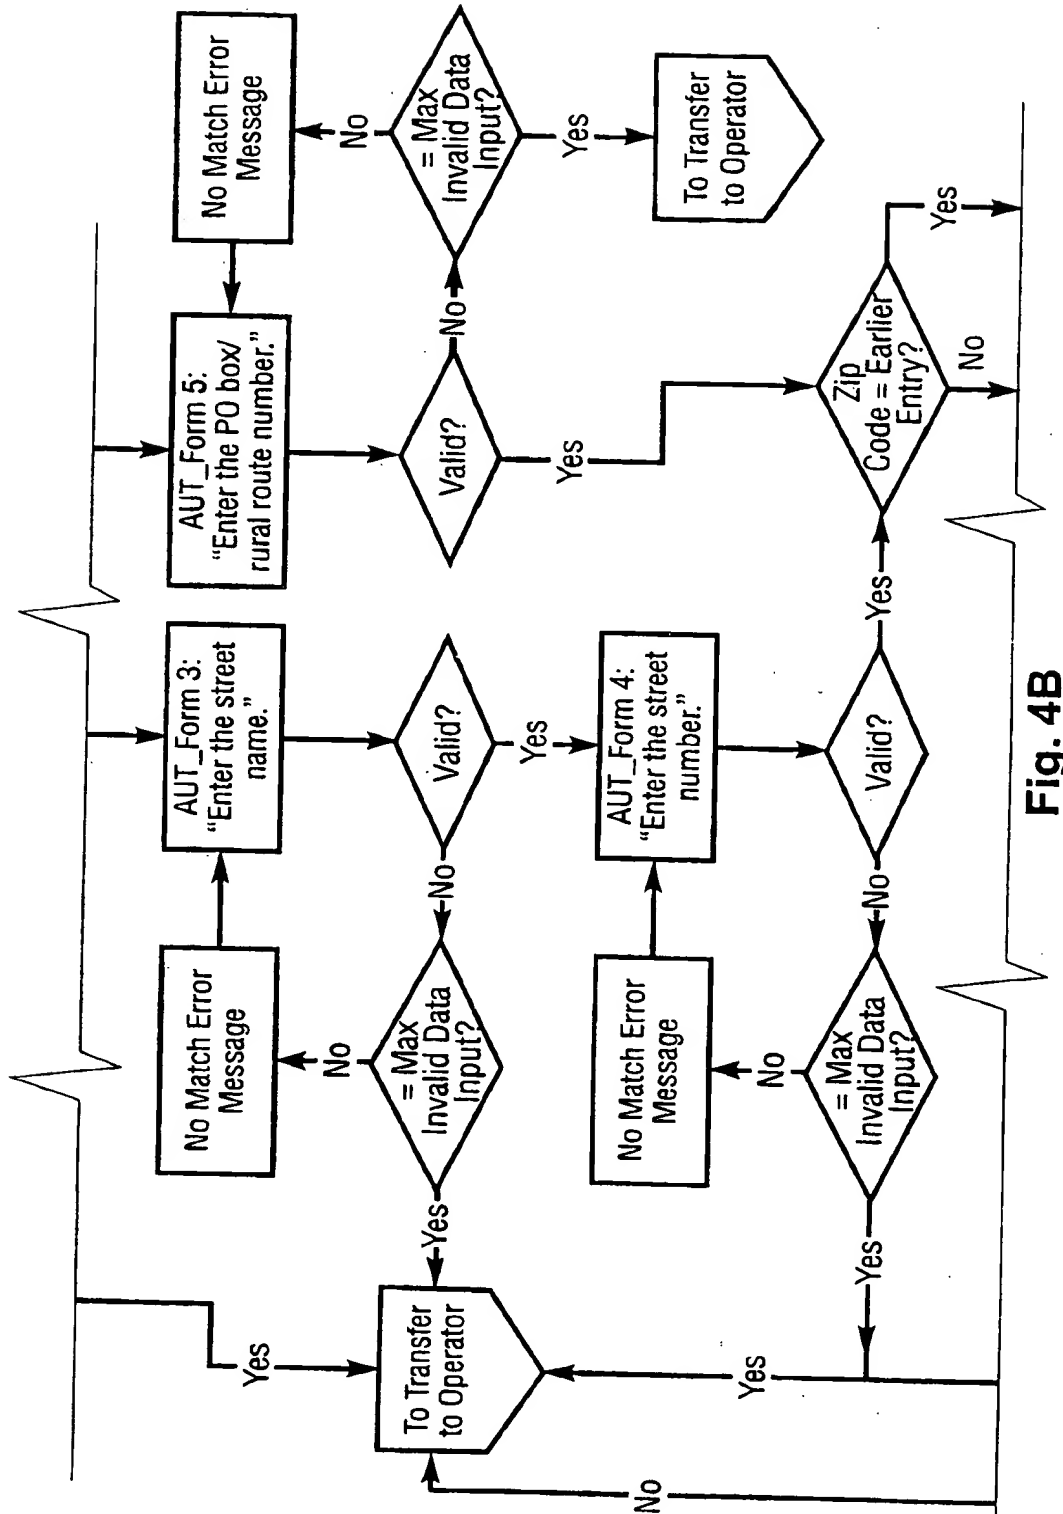 No Match Error
Message
AUT_Form 5:
“Enter the PO box/
rural route number.”
Valid?
No
= Max
Invalid Data
Input?
No
Yes
To Transfer
to Operator
Yes
Zip
Code = Earlier
Entry?
Yes
No
AUT_Form 3:
“Enter the street
name.”
No Match Error
Message
Valid?
No
= Max
Invalid Data
Input?
No
Yes
Yes
AUT_Form 4:
“Enter the street
number.”
No Match Error
Message
Valid?
Yes
No
= Max
Invalid Data
Input?
No
Yes
Yes
To Transfer
to Operator
Yes
No
Fig. 4B